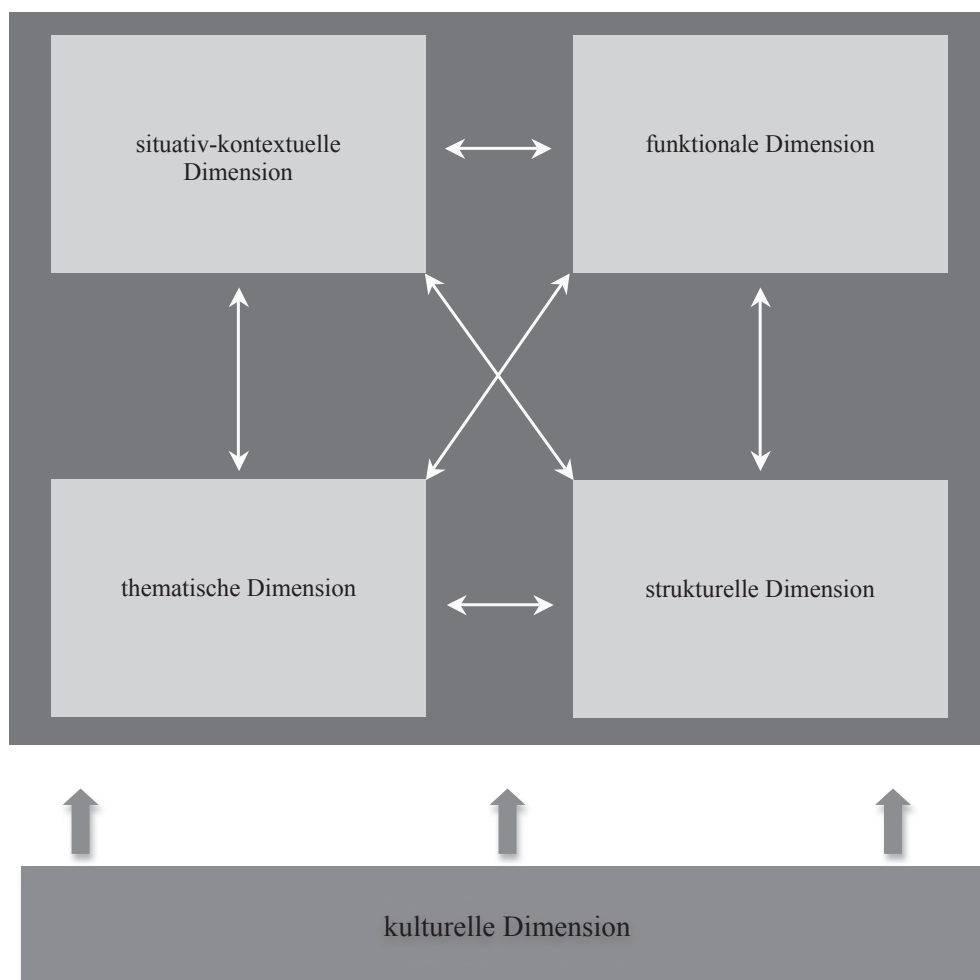 situativ-kontextuelle
Dimension
funktionale Dimension
thematische Dimension
strukturelle Dimension
kulturelle Dimension